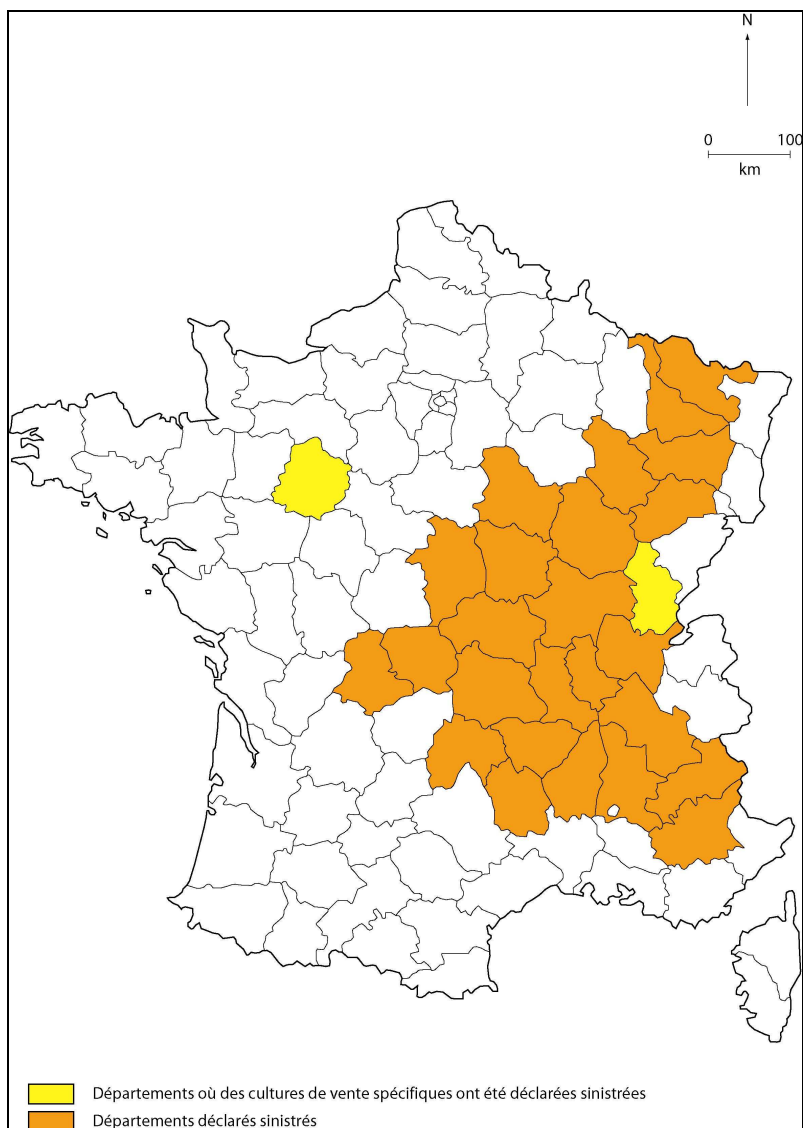 N
0 100
km
Départements où des cultures de vente spécifiques ont été déclarées sinistrées
Départements déclarés sinistrés